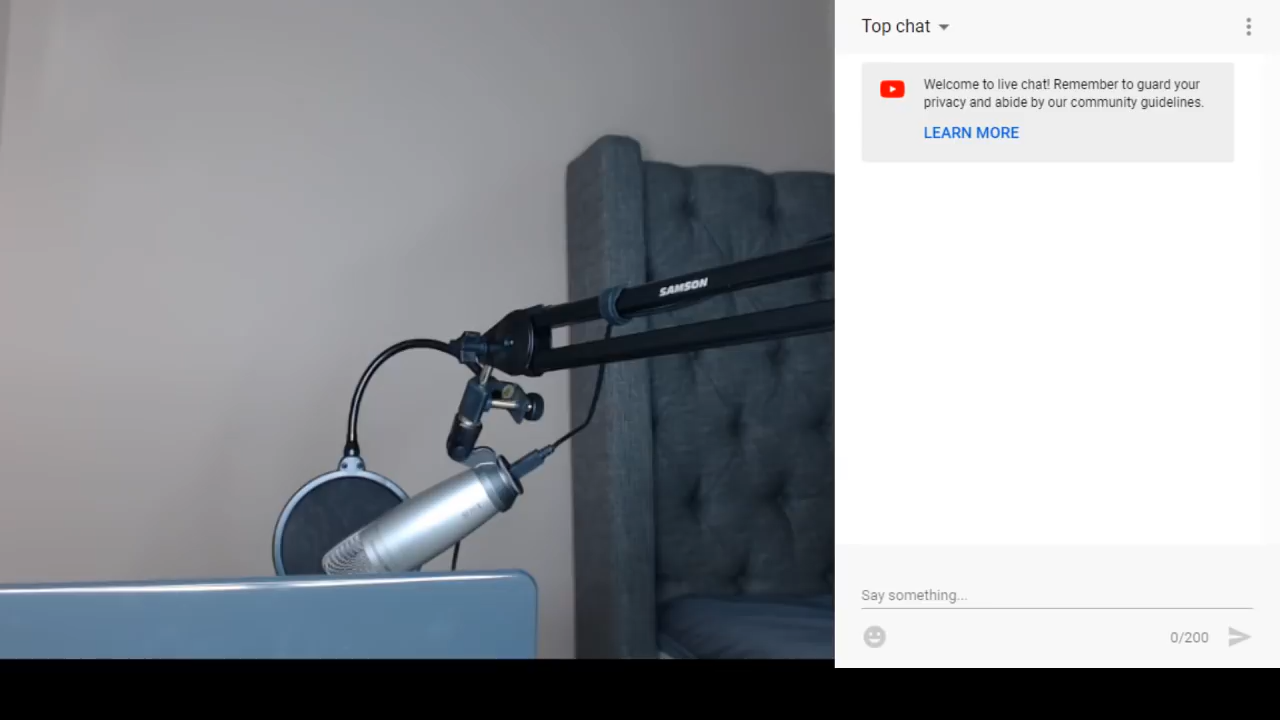 Top chat
Welcome to live chat! Remember to guard your
privacy and abide by our community guidelines.
LEARN MORE
SAMSON
Say something...
0/200